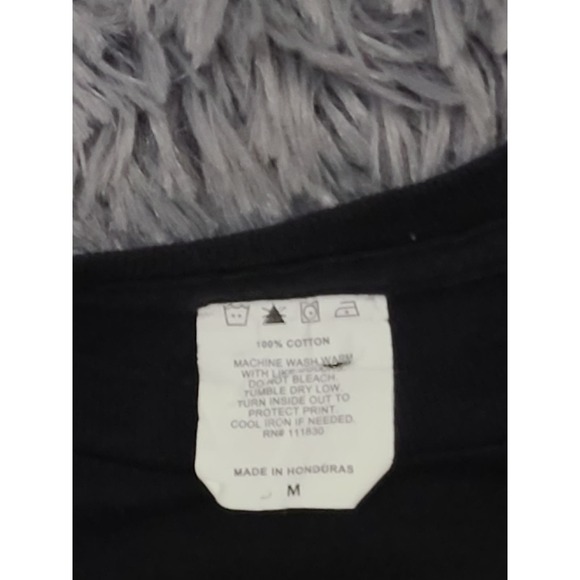 100% COTTON
MACHINE WASH WARM
WITH
DO NOT BLEACH.
TUMBLE DRY LOW.
TURN INSIDE OUT TO
PROTECT PRINT.
COOL IRON IF NEEDED.
RN# 111830
MADE IN HONDURAS
M